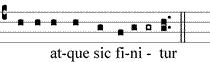 at-que sic fi-ni - tur